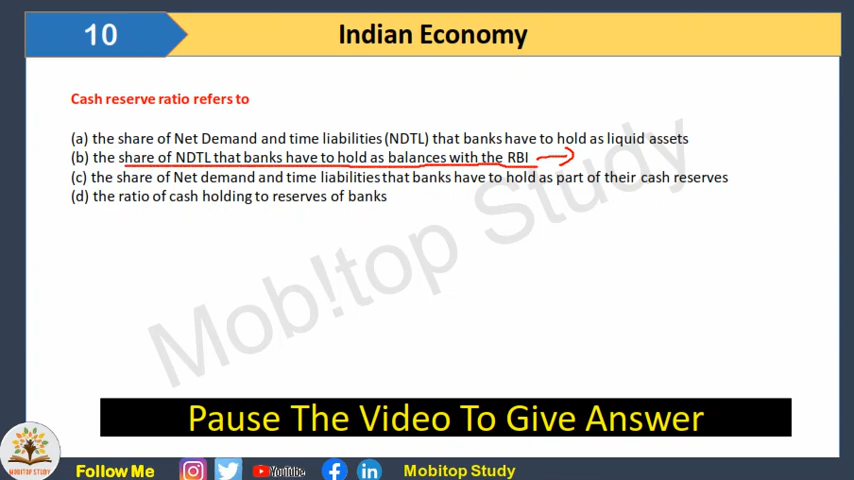 10
Indian Economy
Cash reserve ratio refers to
(a) the share of Net Demand and time liabilities (NDTL) that banks have to hold as liquid assets
(b) the share of NDTL that banks have to hold as balances with the RBI
(c) the share of Net demand and time liabilities that banks have to hold as part of their cash reserves
(d) the ratio of cash holding to reserves of banks
Mob!top Study
Pause The Video To Give Answer
MOBITOP STUDY
Follow Me
YouTube
Mobitop Study